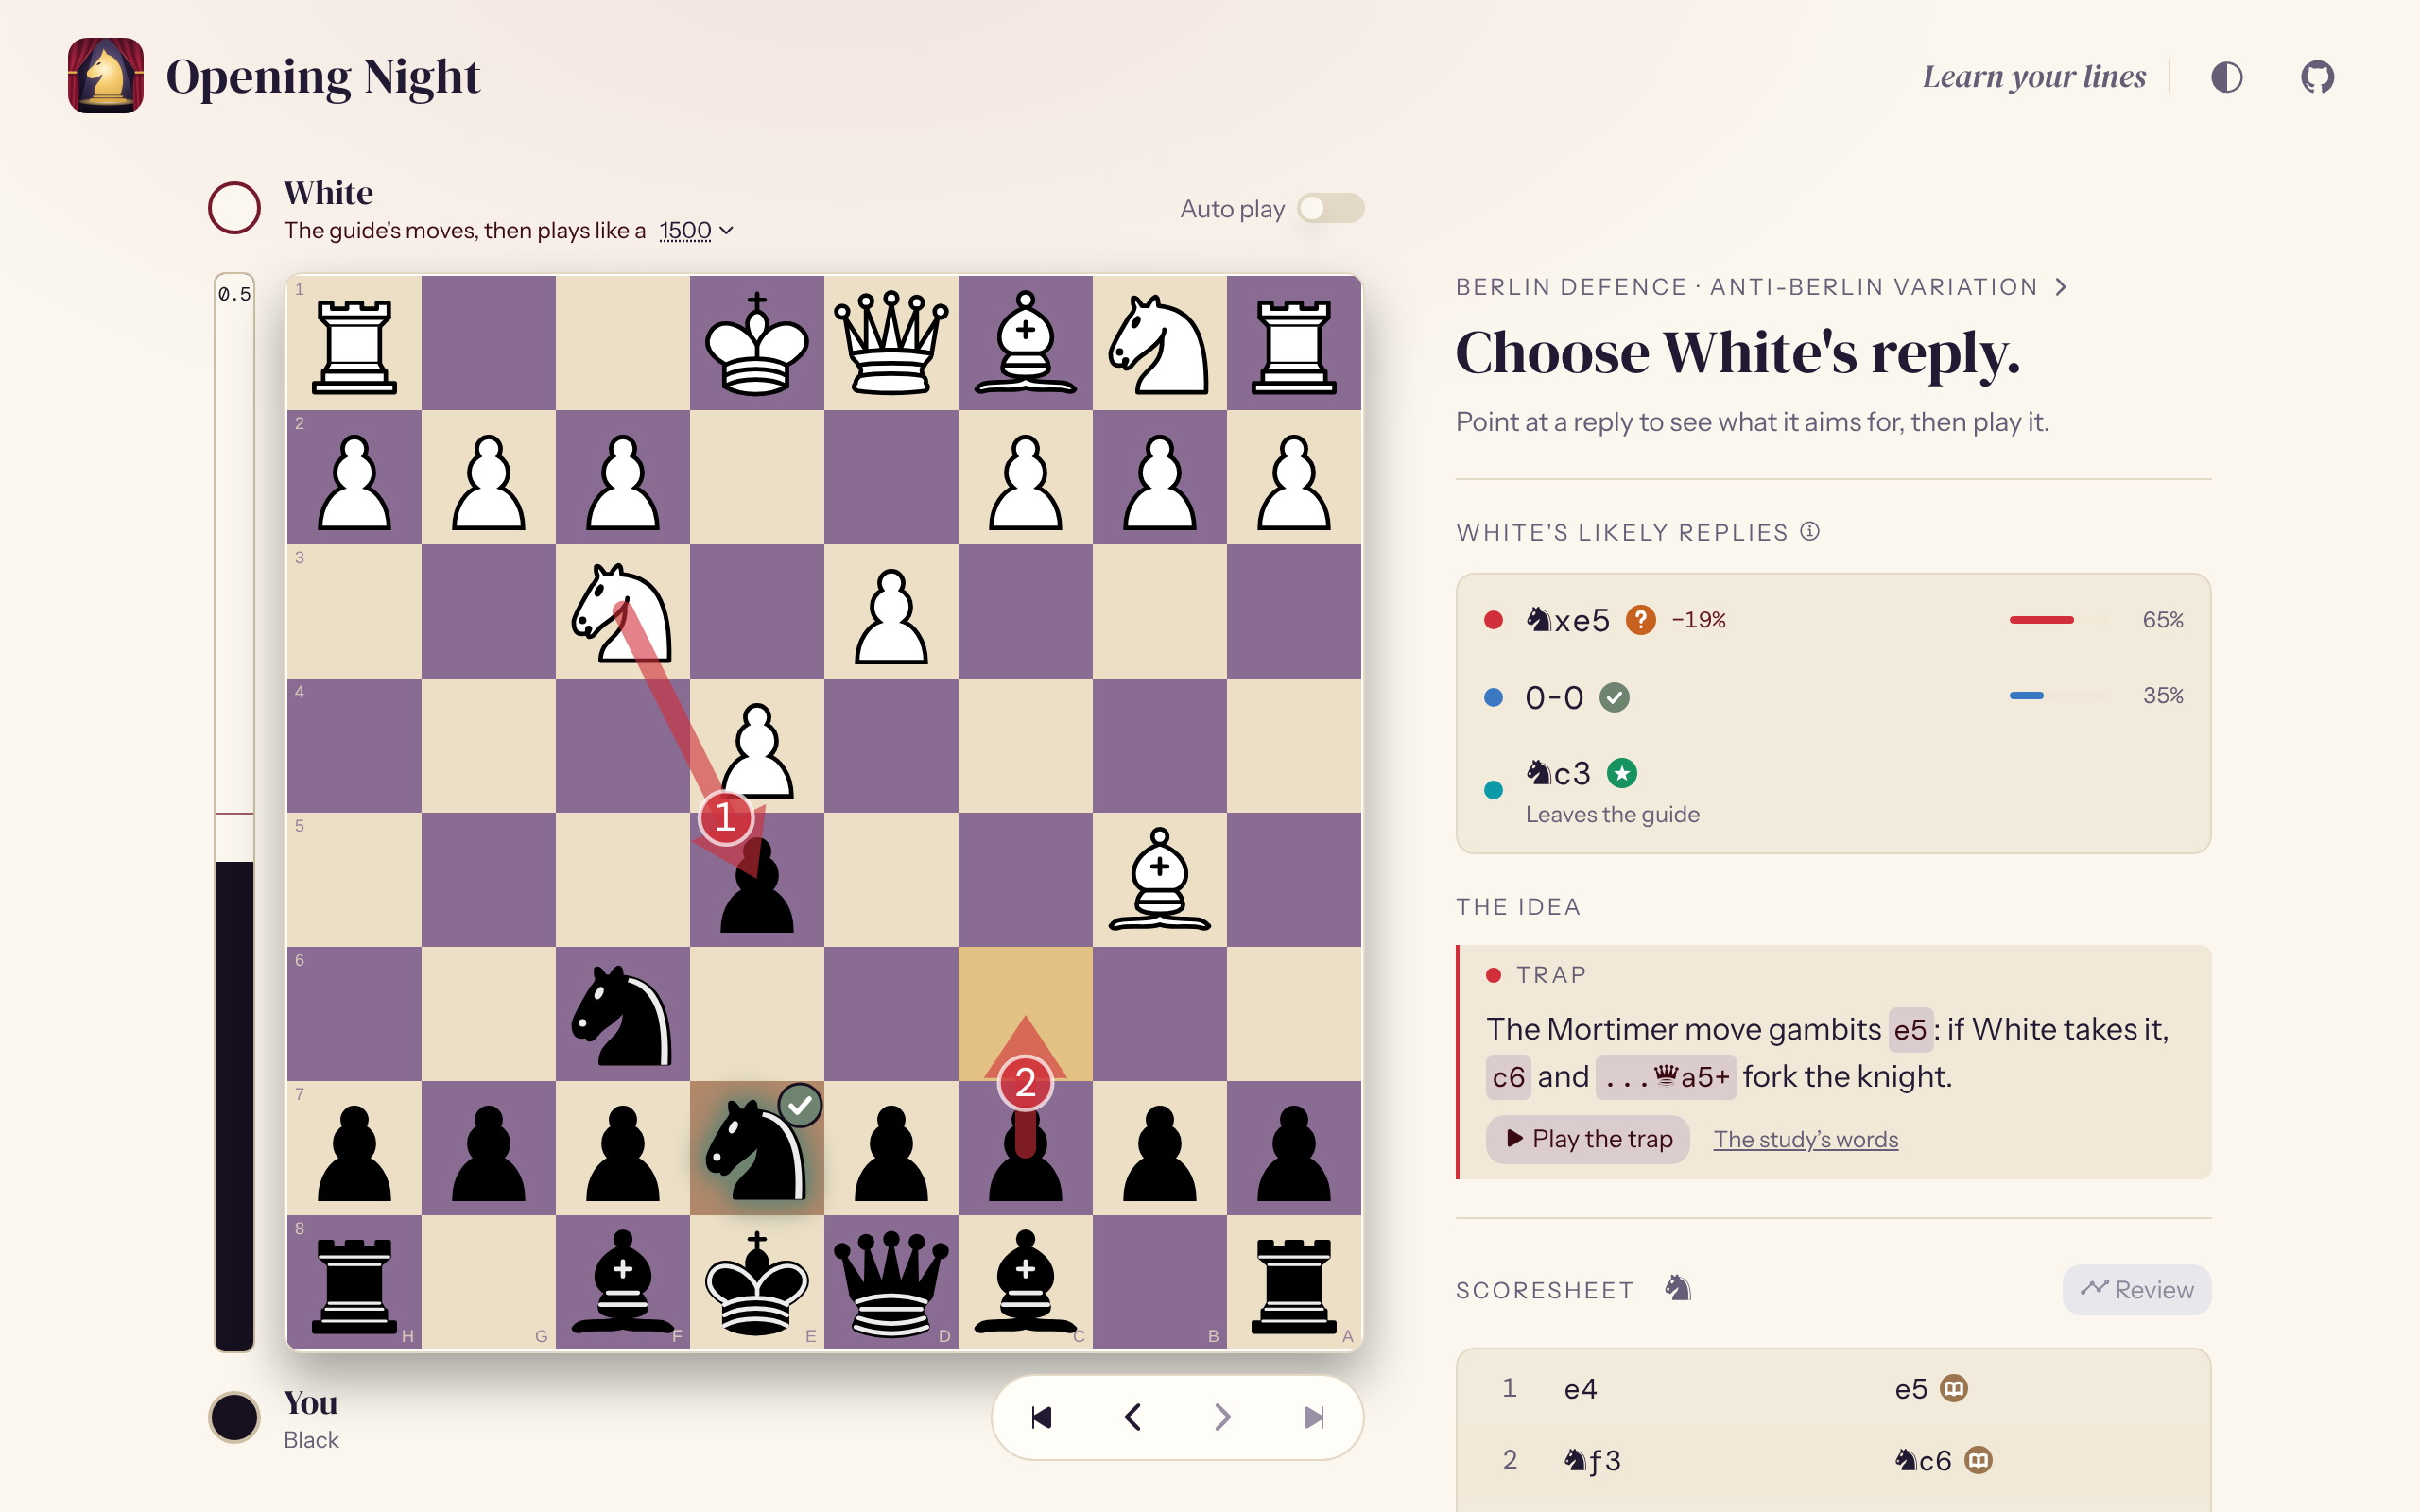 Opening Night
Learn your lines
White
The guide's moves, then plays like a 1500
Auto play
0.5
1
2
3
4
5
6
7
8
H G F E D C B A
1
2
You
Black
BERLIN DEFENCE · ANTI-BERLIN VARIATION
Choose White's reply.
Point at a reply to see what it aims for, then play it.
WHITE'S LIKELY REPLIES
♞xe5 ? −19% 65%
0-0 35%
♞c3
Leaves the guide
THE IDEA
TRAP
The Mortimer move gambits e5: if White takes it,
c6 and ...♛a5+ fork the knight.
Play the trap The study's words
SCORESHEET Review
1 e4 e5
2 ♞f3 ♞c6